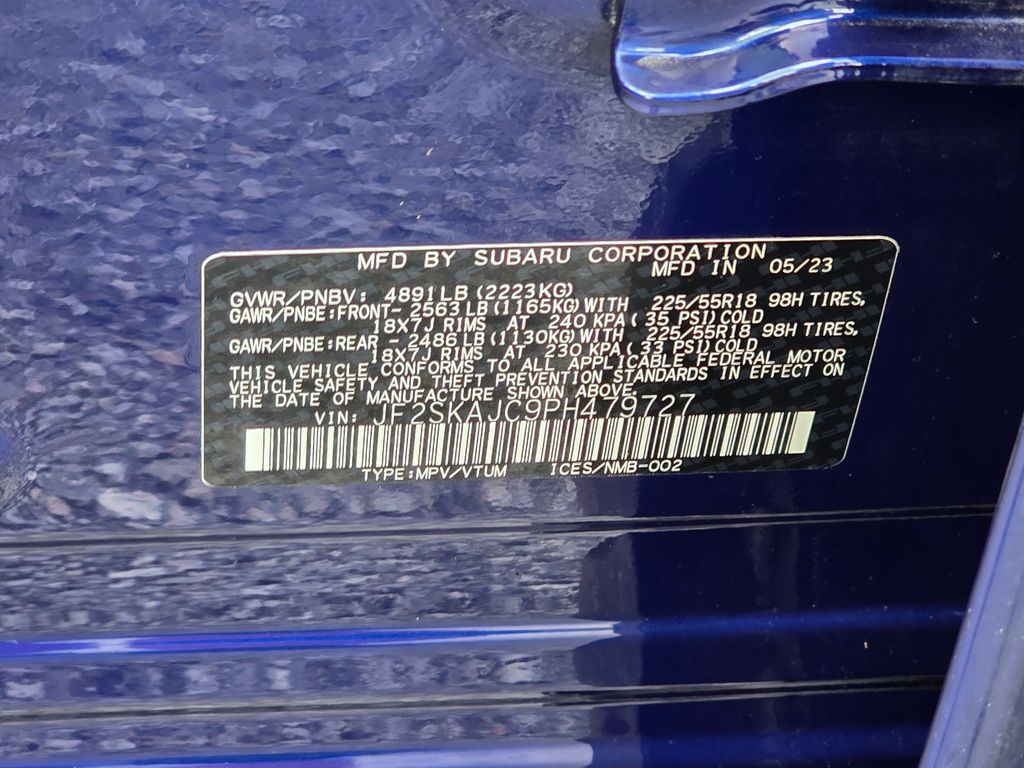 MFD BY SUBARU CORPORATION
MFD IN 05/23
GVWR/PNBV: 4891LB(2223KG)
GAWR/PNBE:FRONT- 2563LB(1165KG)WITH 225/55R18 98H TIRES,
18X7J RIMS AT 240 KPA( 35 PSI)COLD
GAWR/PNBE:REAR - 2486LB(1130KG)WITH 225/55R18 98H TIRES,
18X7J RIMS AT 230 KPA( 33 PSI)COLD
THIS VEHICLE CONFORMS TO ALL APPLICABLE FEDERAL MOTOR
VEHICLE SAFETY AND THEFT PREVENTION STANDARDS IN EFFECT ON
THE DATE OF MANUFACTURE SHOWN ABOVE.
VIN: JF2SKAJC9PH479727
TYPE:MPV/VTUM ICES/NMB-002